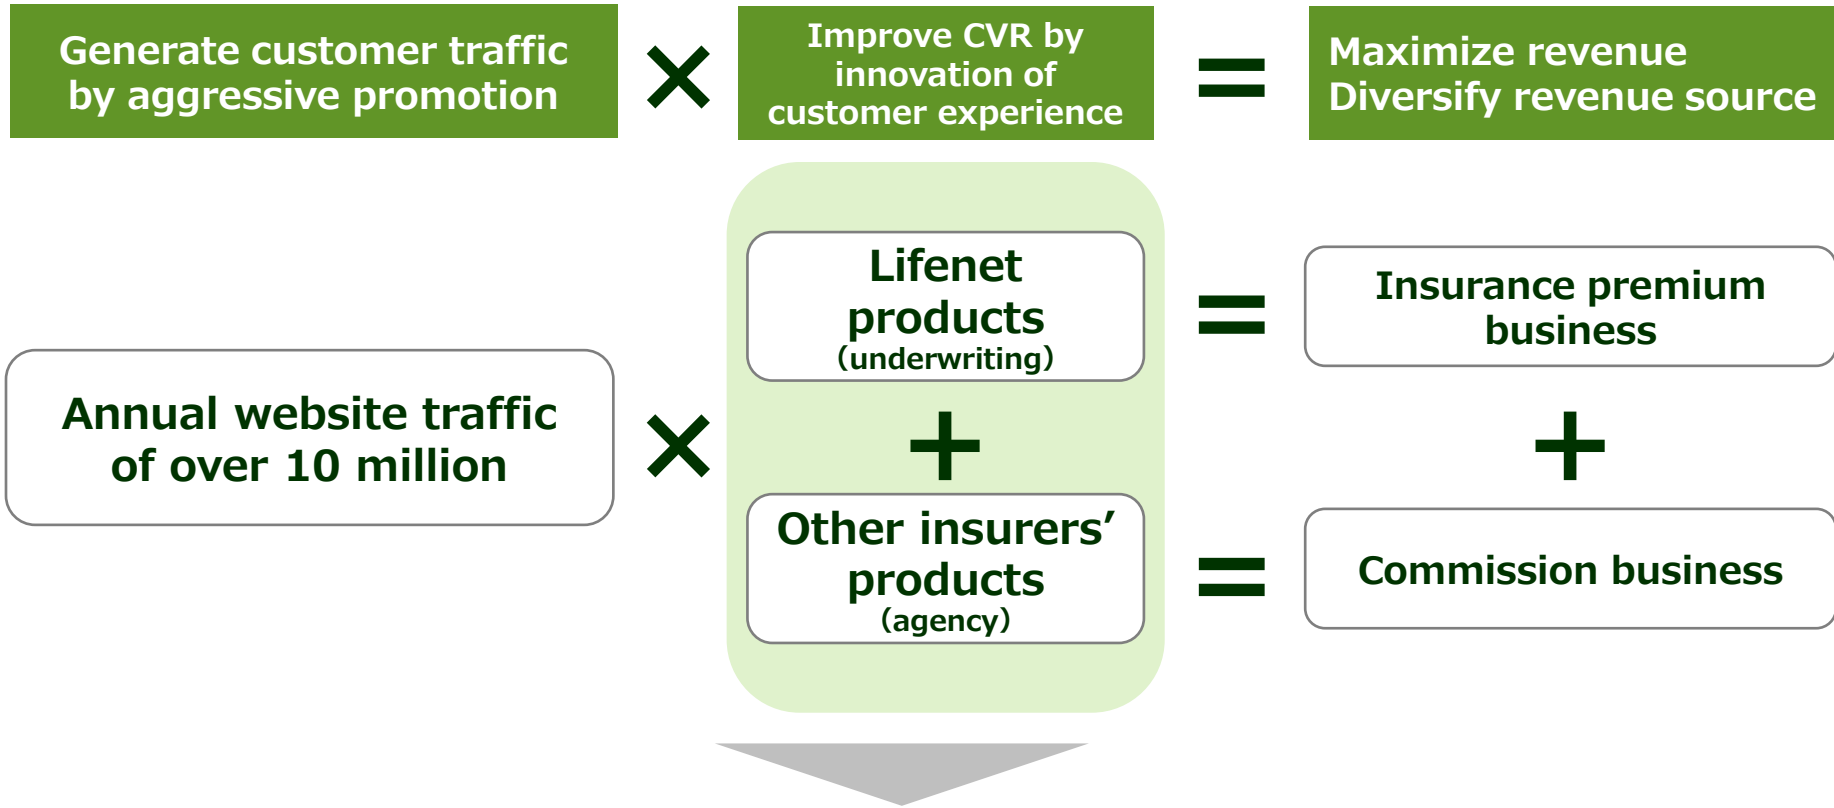 Generate customer traffic
by aggressive promotion
×
Improve CVR by
innovation of
customer experience
=
Maximize revenue
Diversify revenue source
Annual website traffic
of over 10 million
×
Lifenet
products
(underwriting)
+
Other insurers’
products
(agency)
=
Insurance premium
business
+
=
Commission business